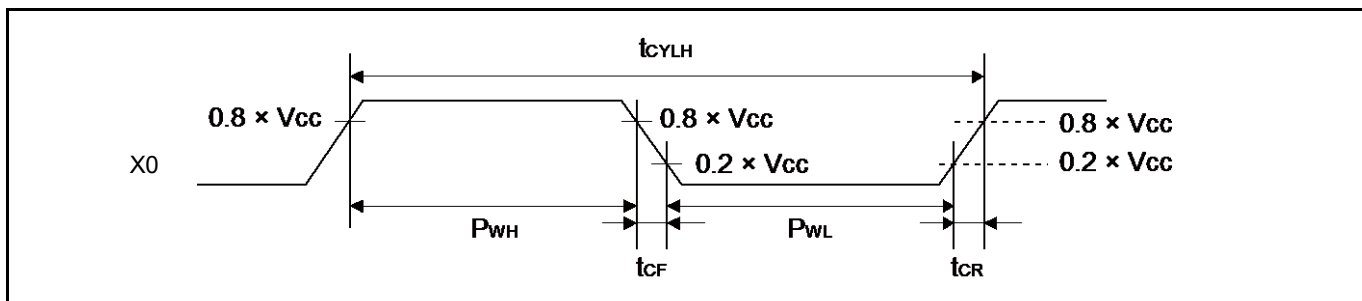 tCYLH
0.8 × Vcc
0.8 × Vcc
0.8 × Vcc
X0
0.2 × Vcc
0.2 × Vcc
PWH
PWL
tCF
tCR